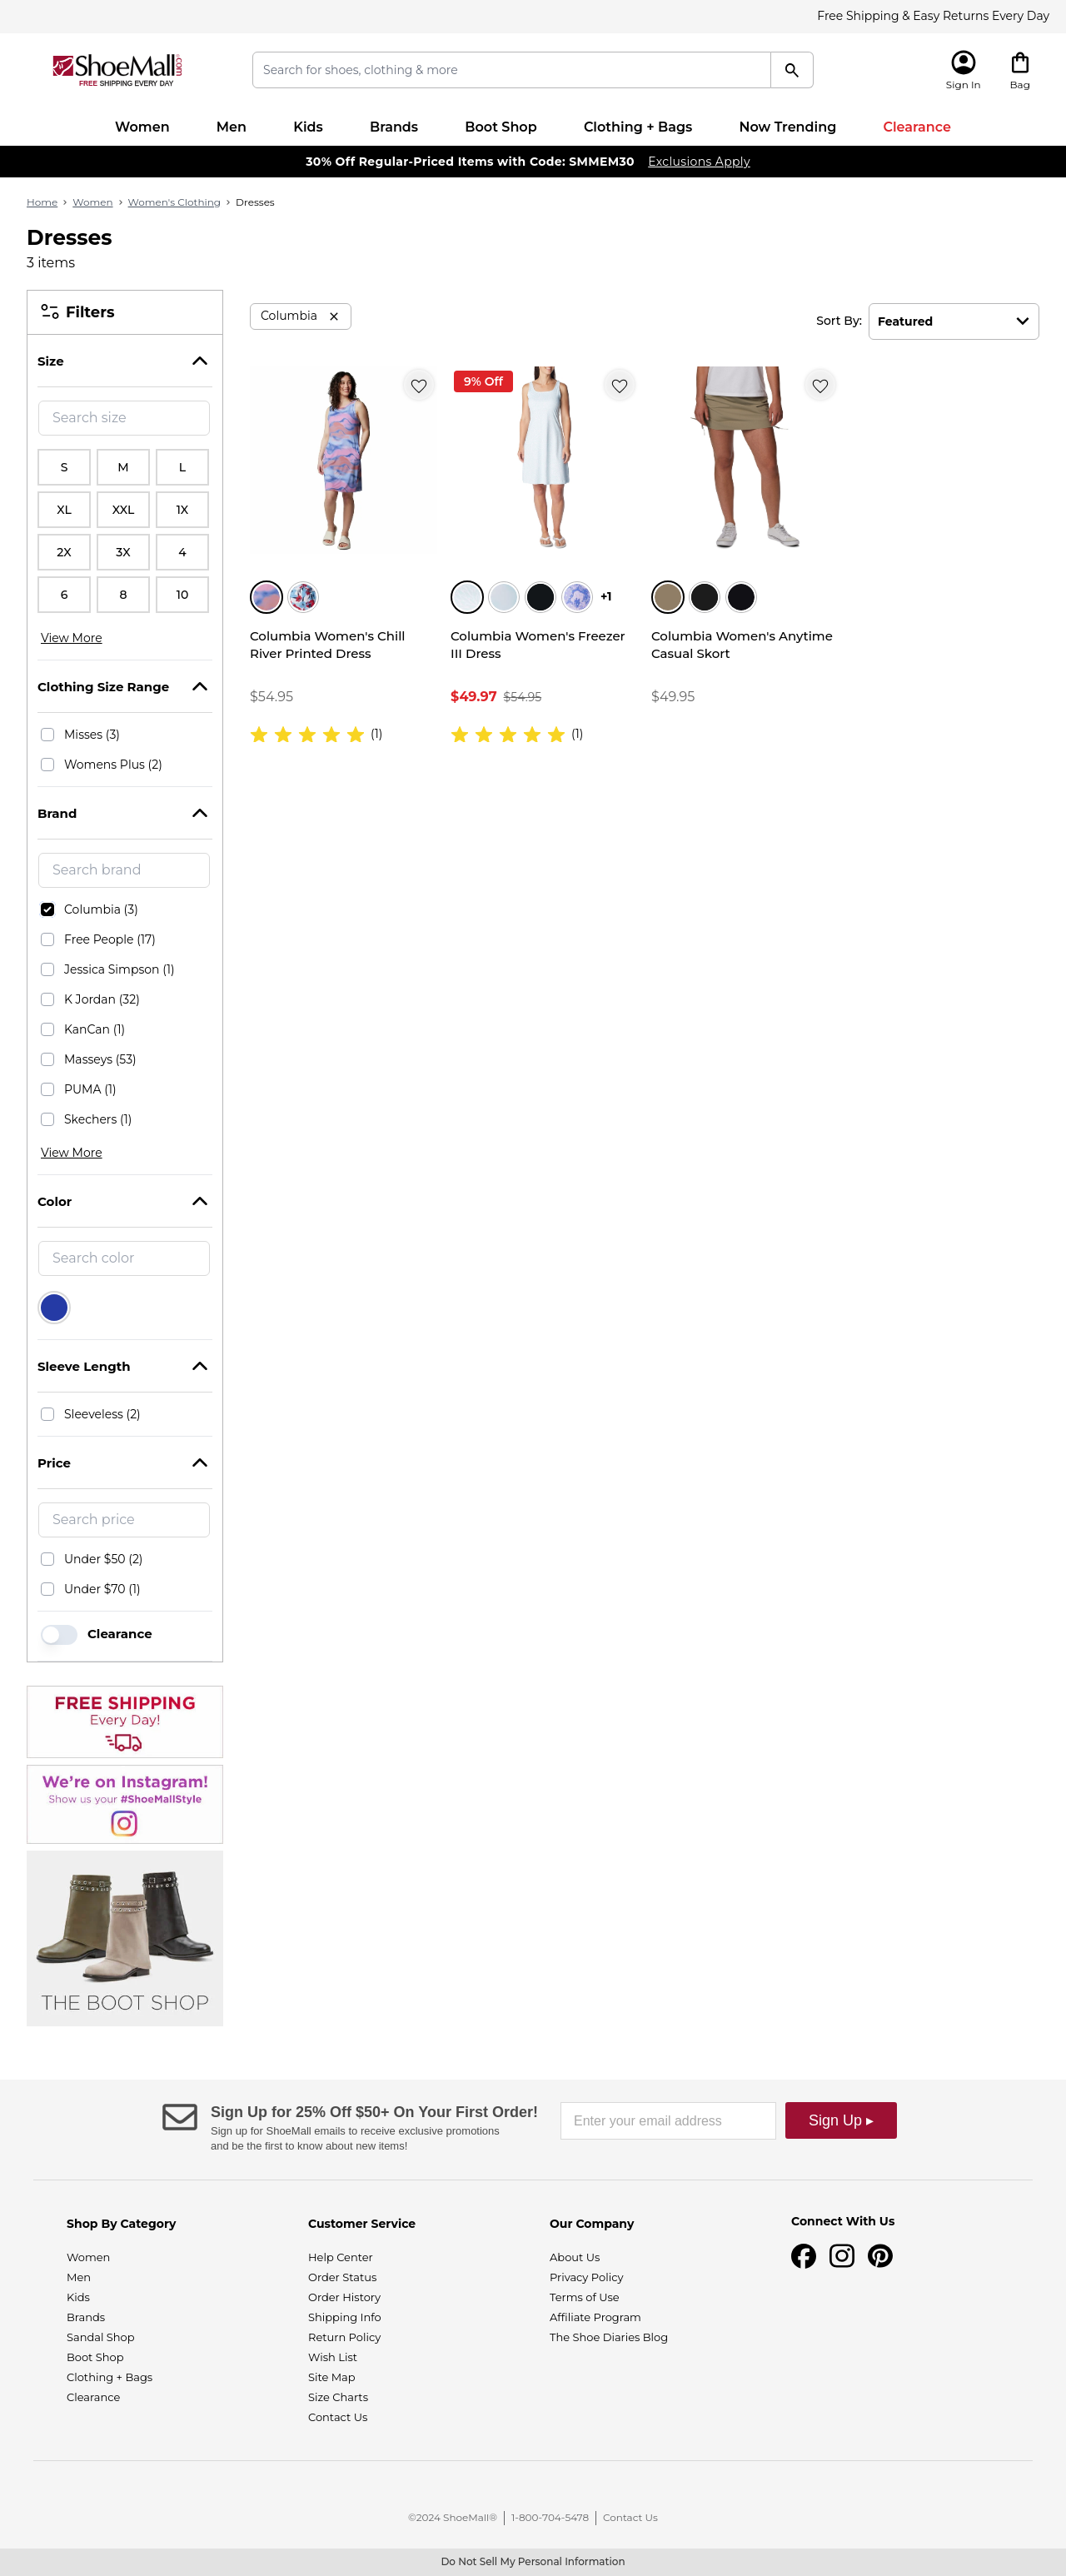 Free Shipping & Easy Returns Every Day
ShoeMall.com
FREE SHIPPING EVERY DAY
Search for shoes, clothing & more
Sign In
Bag
Women Men Kids Brands Boot Shop Clothing + Bags Now Trending Clearance
30% Off Regular-Priced Items with Code: SMMEM30 Exclusions Apply
Home › Women › Women's Clothing › Dresses
Dresses
3 items
Filters
Size
Search size
S M L
XL XXL 1X
2X 3X 4
6 8 10
View More
Clothing Size Range
Misses (3)
Womens Plus (2)
Brand
Search brand
Columbia (3)
Free People (17)
Jessica Simpson (1)
K Jordan (32)
KanCan (1)
Masseys (53)
PUMA (1)
Skechers (1)
View More
Color
Search color
Sleeve Length
Sleeveless (2)
Price
Search price
Under $50 (2)
Under $70 (1)
Clearance
FREE SHIPPING
Every Day!
We're on Instagram!
Show us your #ShoeMallStyle
THE BOOT SHOP
Columbia
Sort By: Featured
Columbia Women's Chill
River Printed Dress
$54.95
(1)
9% Off
+1
Columbia Women's Freezer
III Dress
$49.97 $54.95
(1)
Columbia Women's Anytime
Casual Skort
$49.95
Sign Up for 25% Off $50+ On Your First Order!
Sign up for ShoeMall emails to receive exclusive promotions
and be the first to know about new items!
Enter your email address
Sign Up ▸
Shop By Category
Women
Men
Kids
Brands
Sandal Shop
Boot Shop
Clothing + Bags
Clearance
Customer Service
Help Center
Order Status
Order History
Shipping Info
Return Policy
Wish List
Site Map
Size Charts
Contact Us
Our Company
About Us
Privacy Policy
Terms of Use
Affiliate Program
The Shoe Diaries Blog
Connect With Us
©2024 ShoeMall® | 1-800-704-5478 | Contact Us
Do Not Sell My Personal Information